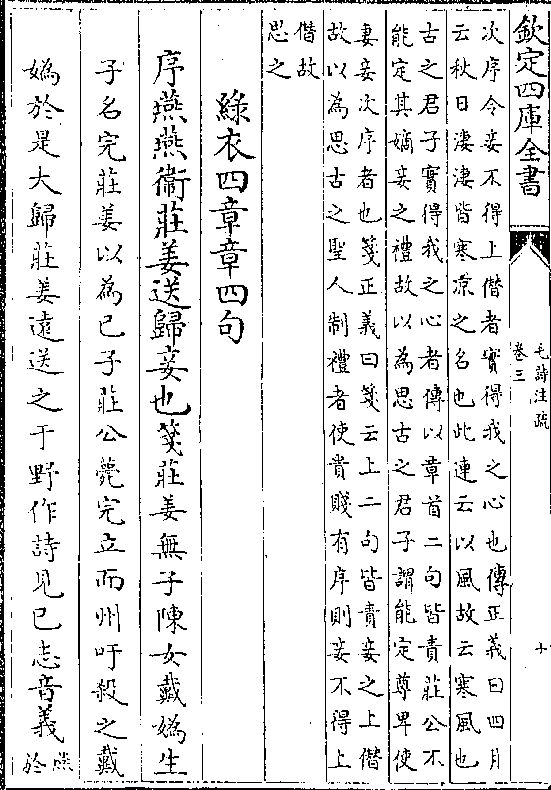 欽定四庫全書
毛詩注疏
卷三
十
次序令妾不得上僭者實得我之心也傳正義曰四月
云秋日淒淒皆寒涼之名也此連云以風故云寒風也
古之君子實得我之心者傳以章首二句皆責莊公不
能定其嫡妾之禮故以為思古之君子謂能定尊卑使
妻妾次序者也箋正義曰箋云上二句皆責妾之上僭
故以為思古之聖人制禮者使貴賤有序則妾不得上
僭故
思之
綠衣四章章四句
序燕燕衞莊姜送歸妾也箋莊姜無子陳女戴媯生
子名完莊姜以為已子莊公薨完立而州吁殺之戴
媯於是大歸莊姜遠送之于野作詩見已志音義燕
於